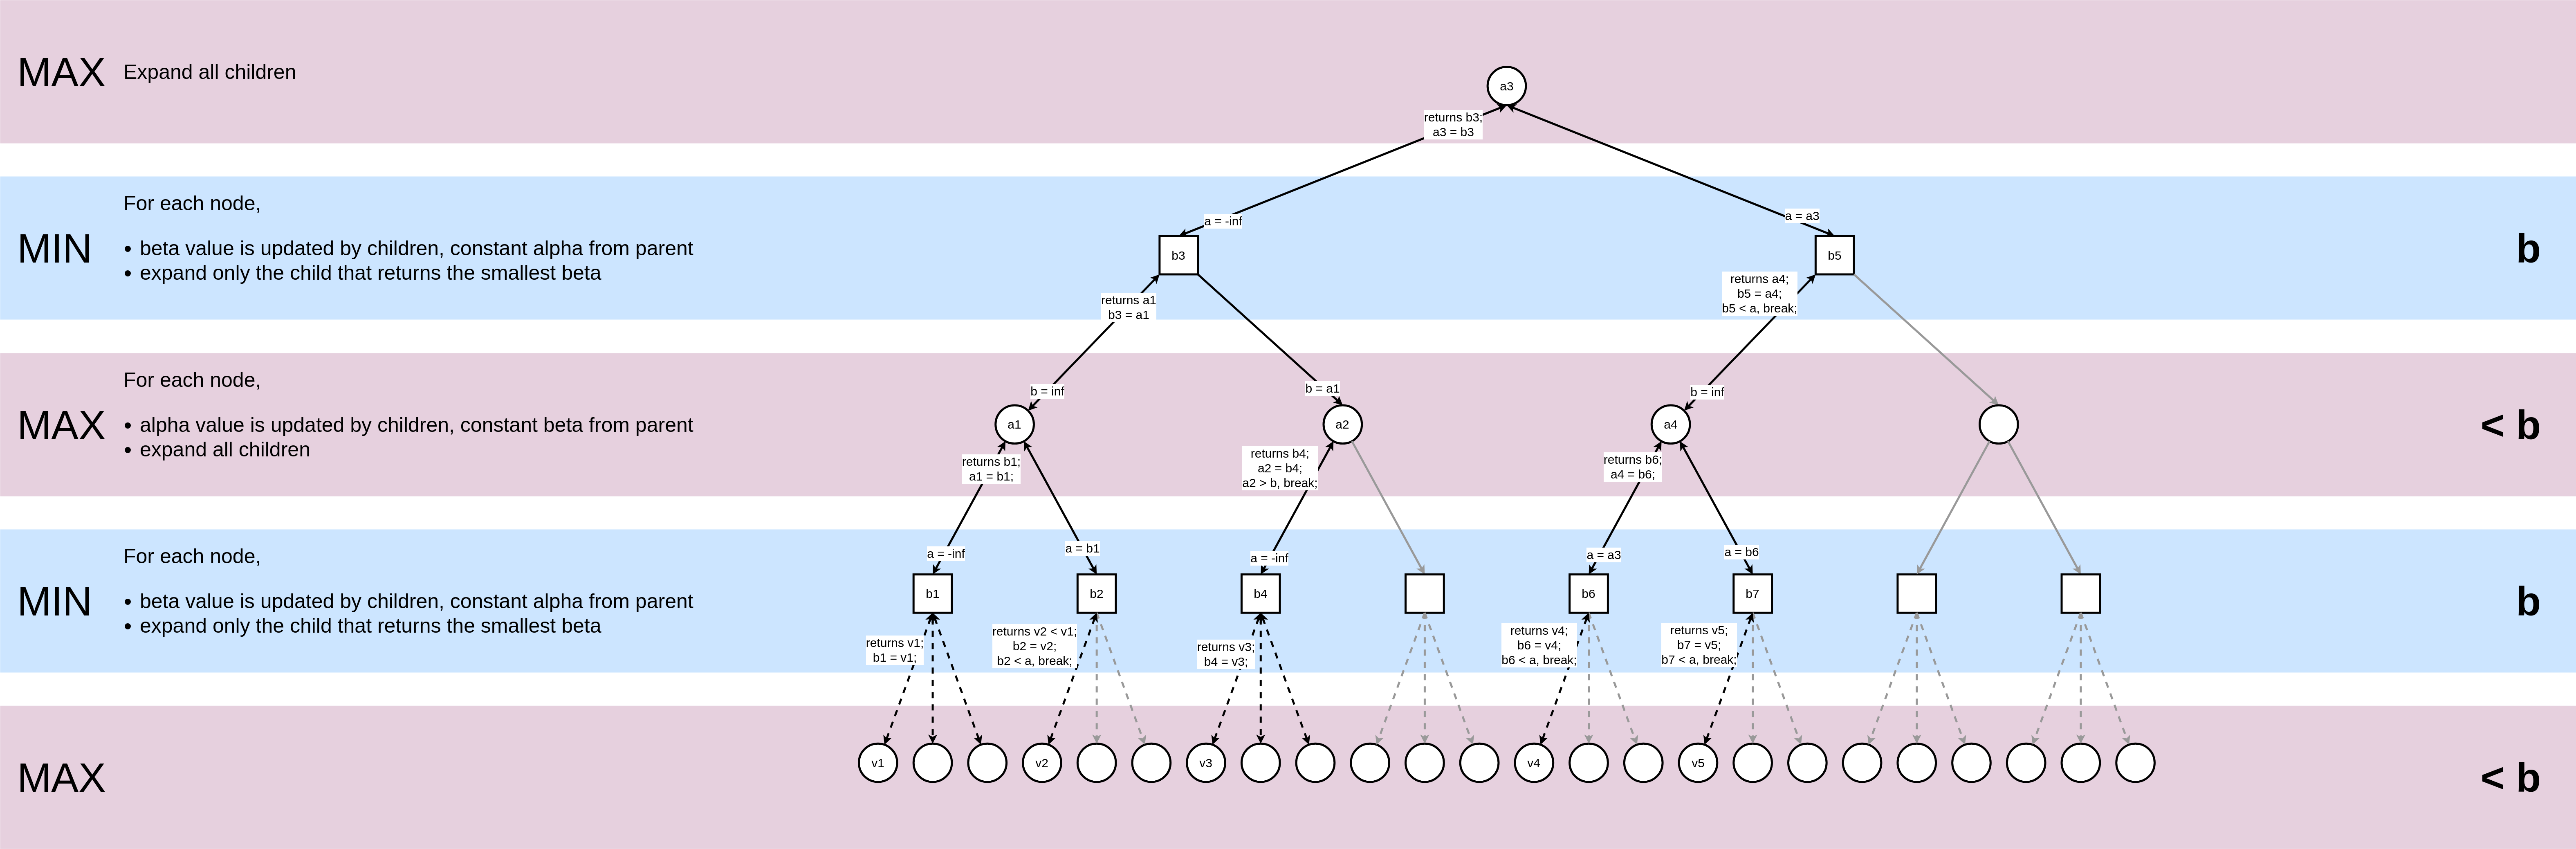 MAX
Expand all children
a3
returns b3;
a3 = b3
a = -inf
a = a3
MIN
For each node,
• beta value is updated by children, constant alpha from parent
• expand only the child that returns the smallest beta
b
b3
b5
returns a1
b3 = a1
returns a4;
b5 = a4;
b5 < a, break;
MAX
For each node,
• alpha value is updated by children, constant beta from parent
• expand all children
< b
b = inf
b = a1
b = inf
a1
a2
a4
returns b1;
a1 = b1;
returns b4;
a2 = b4;
a2 > b, break;
returns b6;
a4 = b6;
MIN
For each node,
• beta value is updated by children, constant alpha from parent
• expand only the child that returns the smallest beta
b
a = -inf
a = b1
a = -inf
a = a3
a = b6
b1
b2
b4
b6
b7
returns v1;
b1 = v1;
returns v2 < v1;
b2 = v2;
b2 < a, break;
returns v3;
b4 = v3;
returns v4;
b6 = v4;
b6 < a, break;
returns v5;
b7 = v5;
b7 < a, break;
MAX
v1
v2
v3
v4
v5
< b